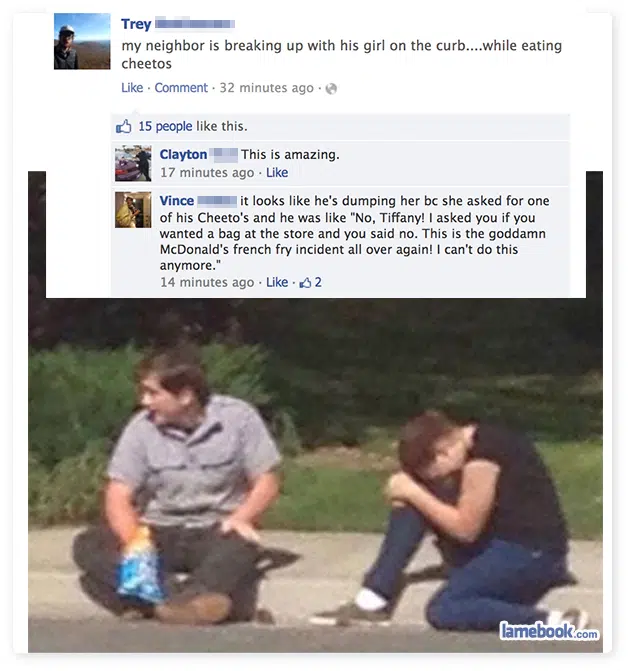 Trey
my neighbor is breaking up with his girl on the curb....while eating
cheetos
Like · Comment · 32 minutes ago ·
15 people like this.
Clayton This is amazing.
17 minutes ago · Like
Vince it looks like he's dumping her bc she asked for one
of his Cheeto's and he was like "No, Tiffany! I asked you if you
wanted a bag at the store and you said no. This is the goddamn
McDonald's french fry incident all over again! I can't do this
anymore."
14 minutes ago · Like · 2
lamebook.com